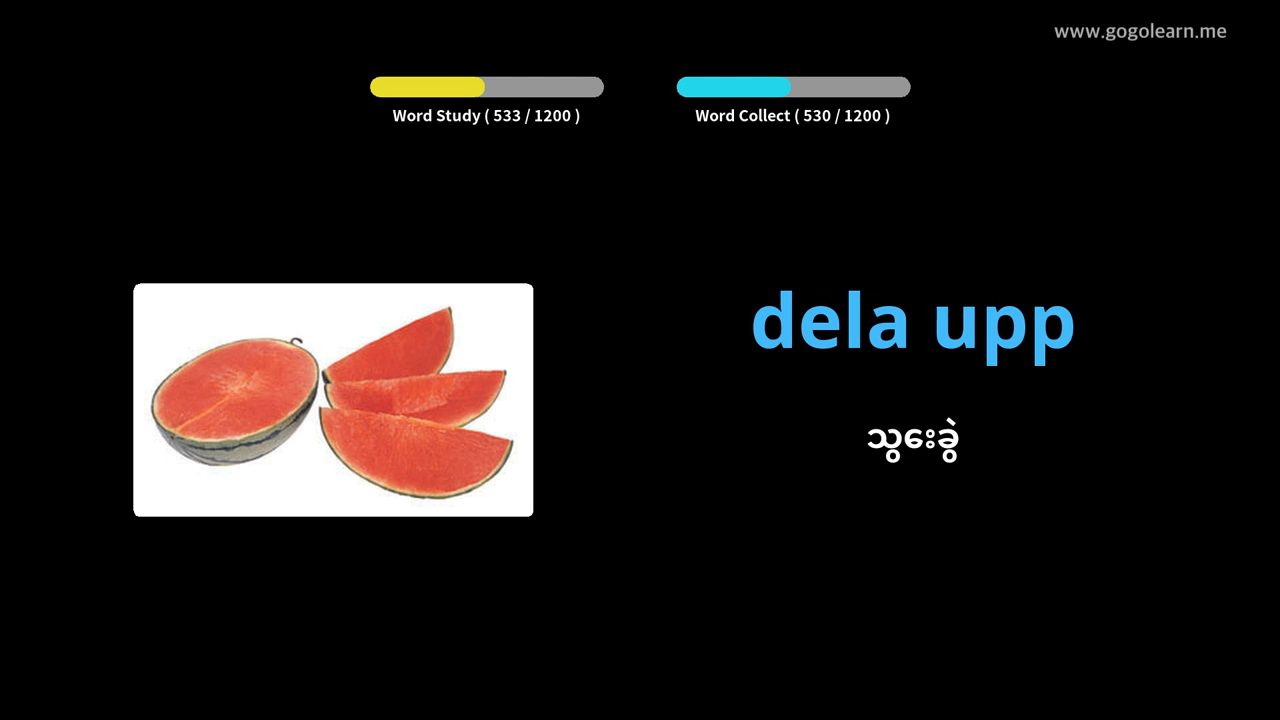 www.gogolearn.me
Word Study ( 533 / 1200 )
Word Collect ( 530 / 1200 )
dela upp
သွေးခွဲ